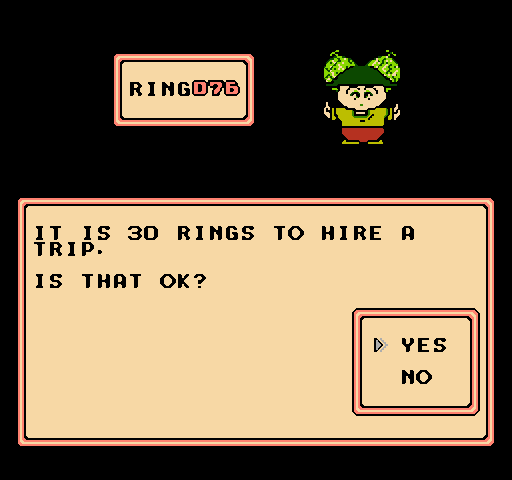 RING076
IT IS 30 RINGS TO HIRE A
TRIP.
IS THAT OK?
YES
NO